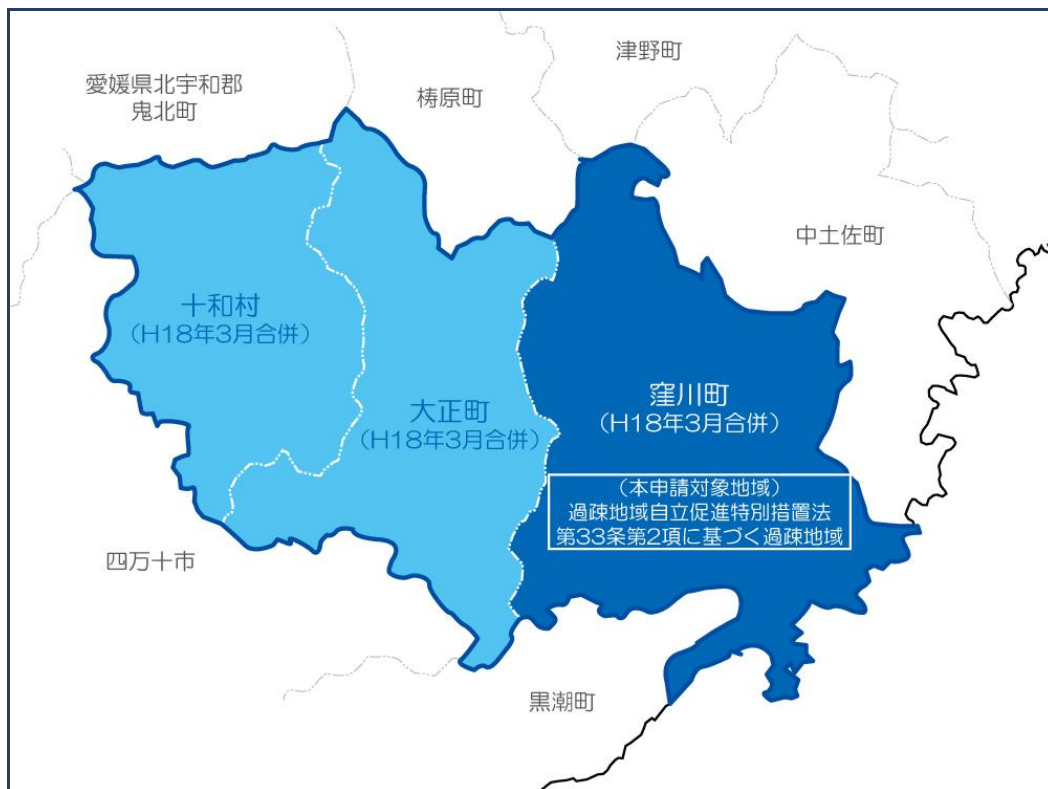 津野町
愛媛県北宇和郡
鬼北町
梼原町
中土佐町
十和村
(H18年3月合併)
大正町
(H18年3月合併)
窪川町
(H18年3月合併)
(本申請対象地域)
過疎地域自立促進特別措置法
第33条第2項に基づく過疎地域
四万十市
黒潮町